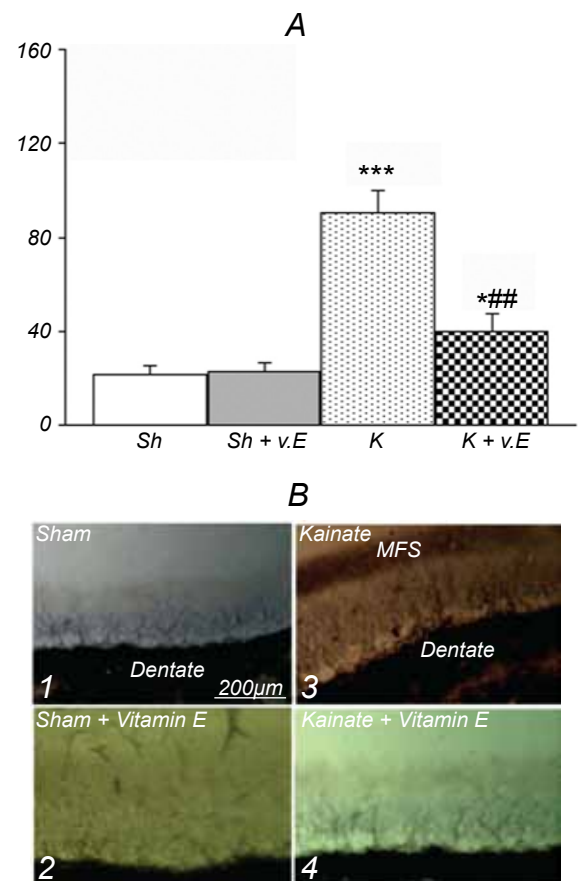 A
160
120
80
40
0
***
*##
Sh Sh + v.E K K + v.E
B
Sham
Dentate
200µm
1
Kainate
MFS
Dentate
3
Sham + Vitamin E
2
Kainate + Vitamin E
4